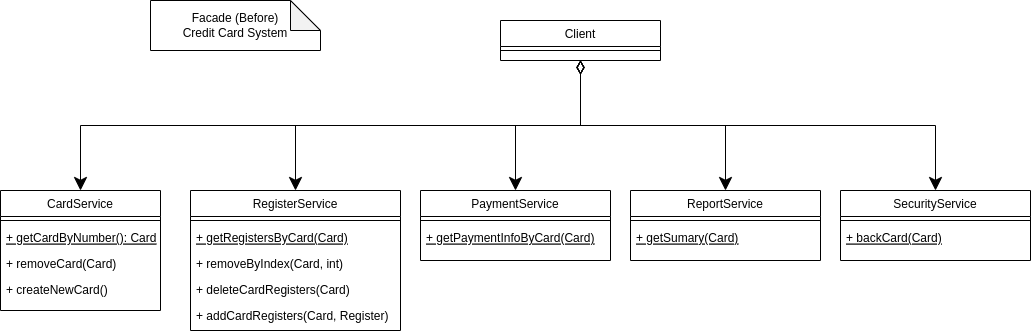 Facade (Before)
Credit Card System
Client
CardService
+ getCardByNumber(): Card
+ removeCard(Card)
+ createNewCard()
RegisterService
+ getRegistersByCard(Card)
+ removeByIndex(Card, int)
+ deleteCardRegisters(Card)
+ addCardRegisters(Card, Register)
PaymentService
+ getPaymentInfoByCard(Card)
ReportService
+ getSumary(Card)
SecurityService
+ backCard(Card)